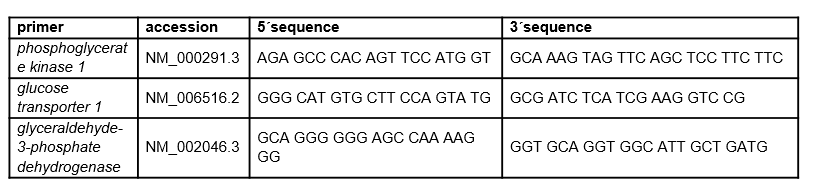 primer accession 5´sequence 3´sequence
phosphoglycerat
e kinase 1 NM_000291.3 AGA GCC CAC AGT TCC ATG GT GCA AAG TAG TTC AGC TCC TTC TTC
glucose
transporter 1 NM_006516.2 GGG CAT GTG CTT CCA GTA TG GCG ATC TCA TCG AAG GTC CG
glyceraldehyde-
3-phosphate
dehydrogenase NM_002046.3 GCA GGG GGG AGC CAA AAG
GG GGT GCA GGT GGC ATT GCT GATG